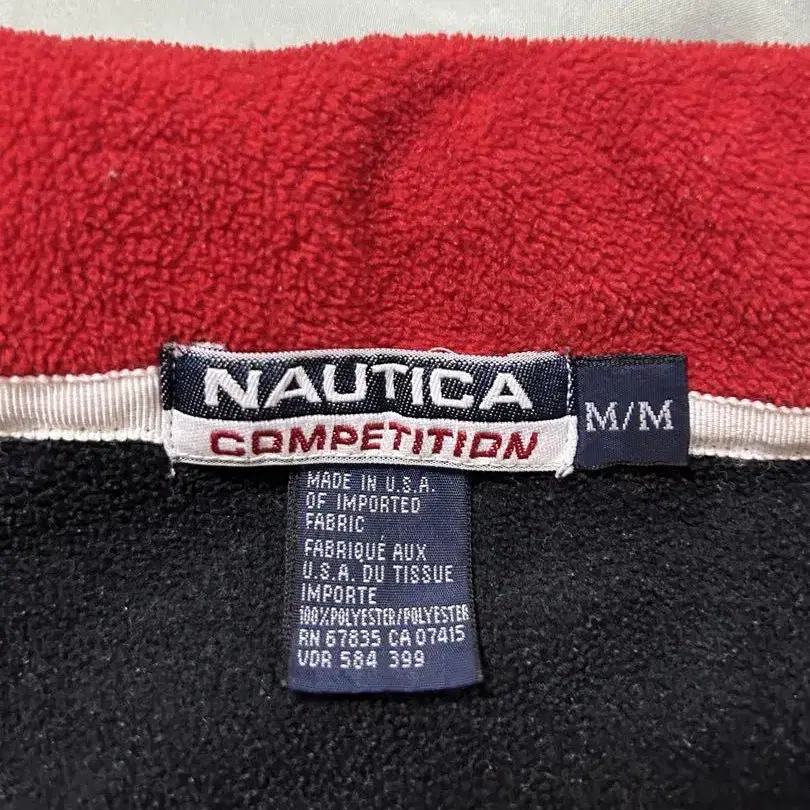 NAUTICA
COMPETITION
M/M
MADE IN U.S.A.
OF IMPORTED
FABRIC
FABRIQUÉ AUX
U.S.A. DU TISSUE
IMPORTE
100%POLYESTER/POLYESTER
RN 67835 CA 07415
VDR 584 399